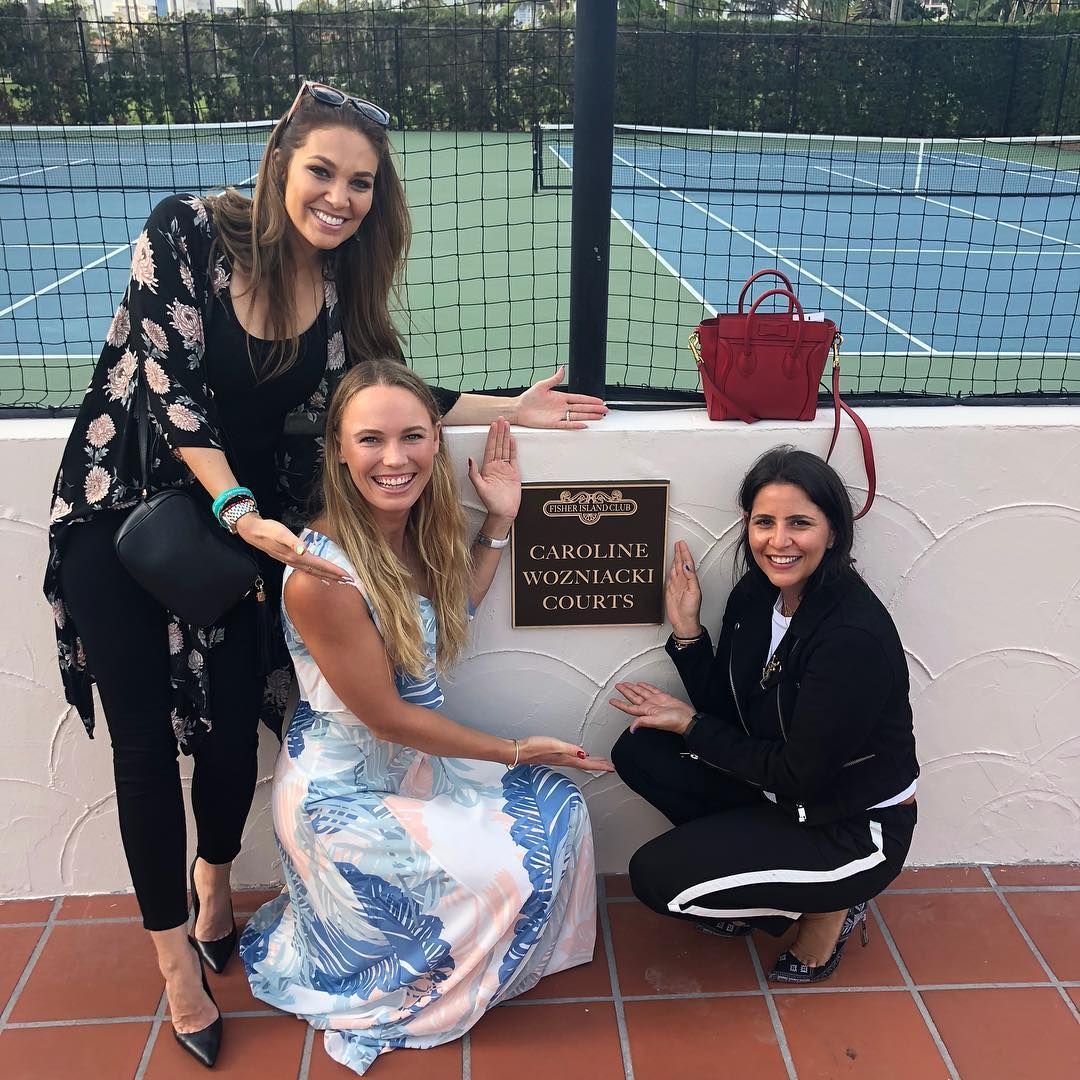 FISHER ISLAND CLUB
CAROLINE
WOZNIACKI
COURTS